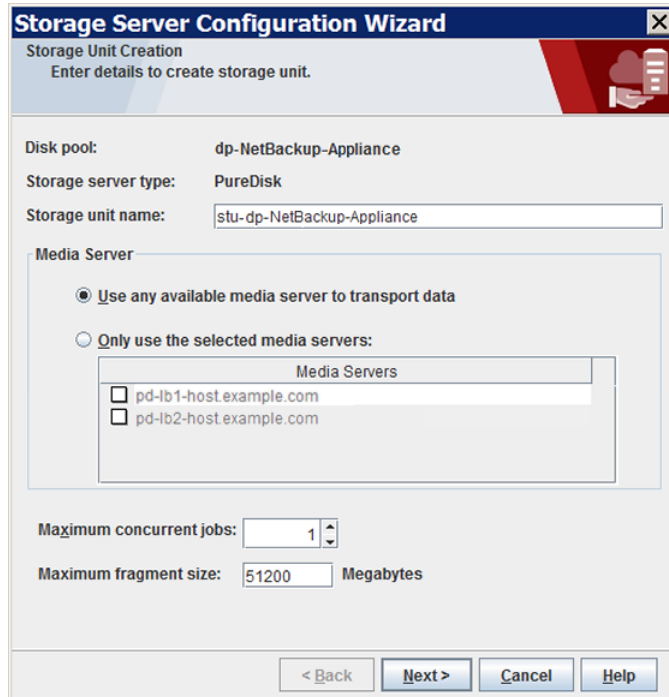 Storage Server Configuration Wizard
Storage Unit Creation
Enter details to create storage unit.
Disk pool: dp-NetBackup-Appliance
Storage server type: PureDisk
Storage unit name: stu-dp-NetBackup-Appliance
Media Server
Use any available media server to transport data
Only use the selected media servers:
Media Servers
pd-lb1-host.example.com
pd-lb2-host.example.com
Maximum concurrent jobs: 1
Maximum fragment size: 51200 Megabytes
< Back Next > Cancel Help